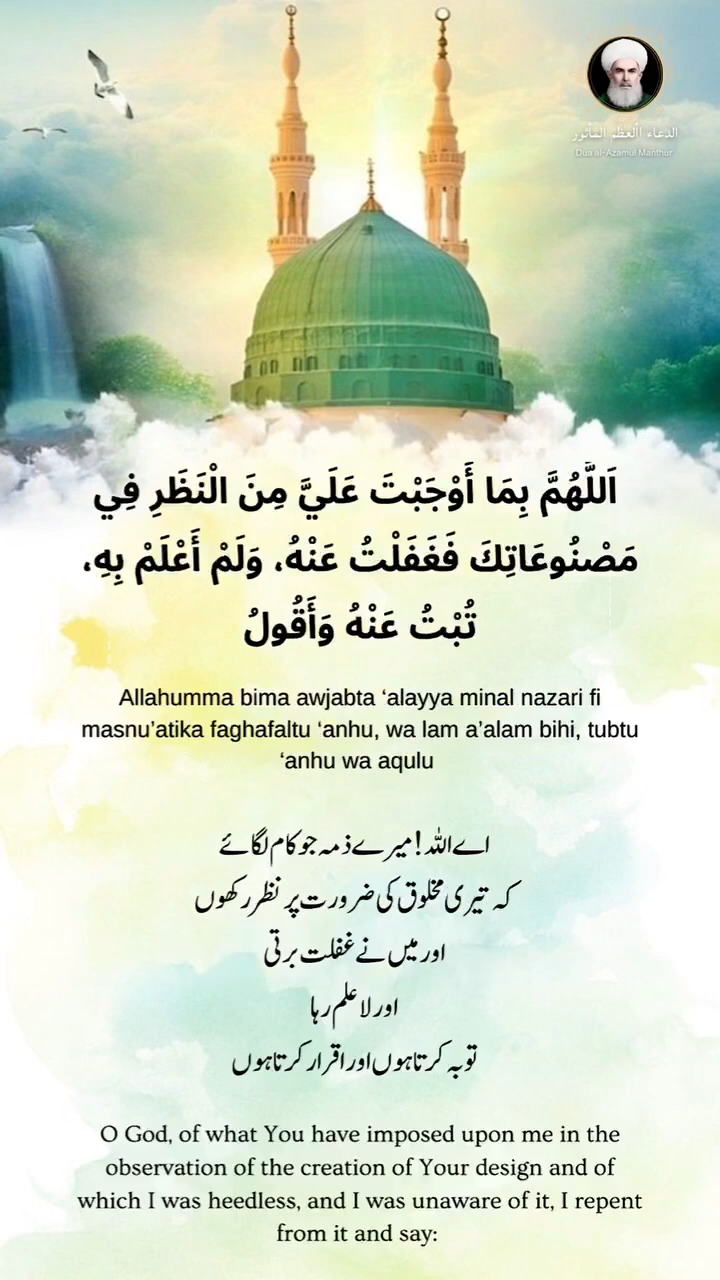 الدعاء الأعظم المأثور
Dua al-Azamul Manthur
اَللَّهُمَّ بِمَا أَوْجَبْتَ عَلَيَّ مِنَ الْنَظَرِ فِي
مَصْنُوعَاتِكَ فَغَفَلْتُ عَنْهُ، وَلَمْ أَعْلَمْ بِهِ،
تُبْتُ عَنْهُ وَأَقُولُ
Allahumma bima awjabta ‘alayya minal nazari fi
masnu’atika faghafaltu ‘anhu, wa lam a’alam bihi, tubtu
‘anhu wa aqulu
اے اللہ! میرے ذمہ جو کام لگائے
کہ تیری مخلوق کی ضرورت پر نظر رکھوں
اور میں نے غفلت برتی
اور لا علم رہا
توبہ کرتا ہوں اور اقرار کرتا ہوں
O God, of what You have imposed upon me in the
observation of the creation of Your design and of
which I was heedless, and I was unaware of it, I repent
from it and say: